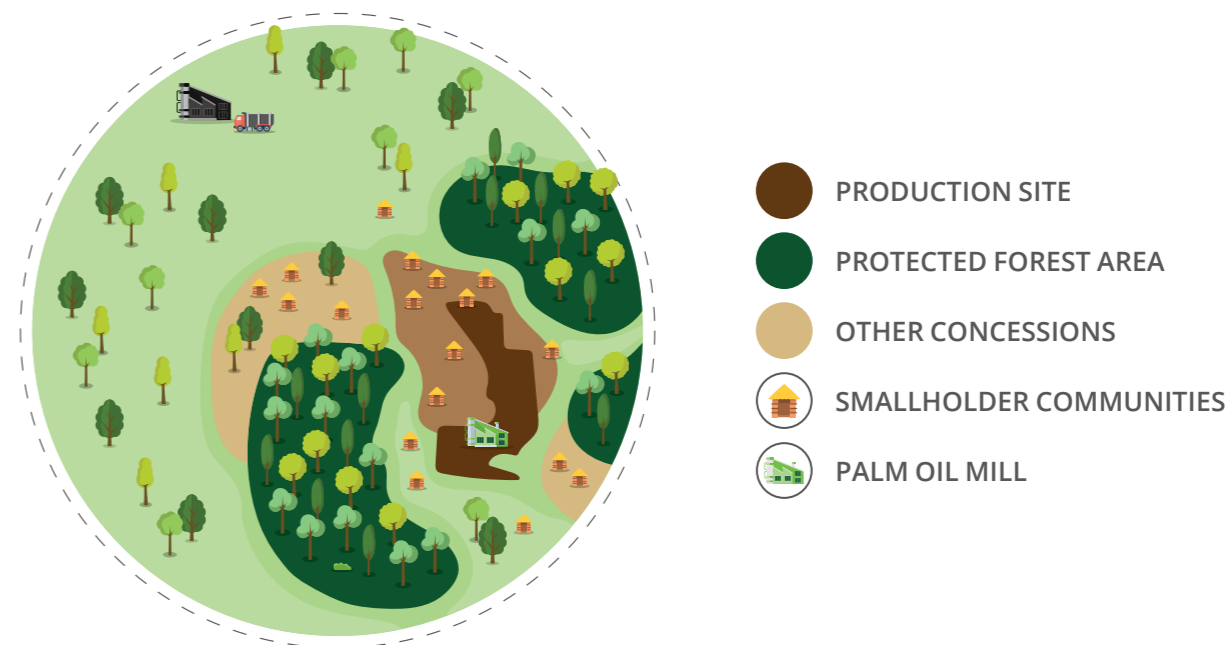 PRODUCTION SITE
PROTECTED FOREST AREA
OTHER CONCESSIONS
SMALLHOLDER COMMUNITIES
PALM OIL MILL